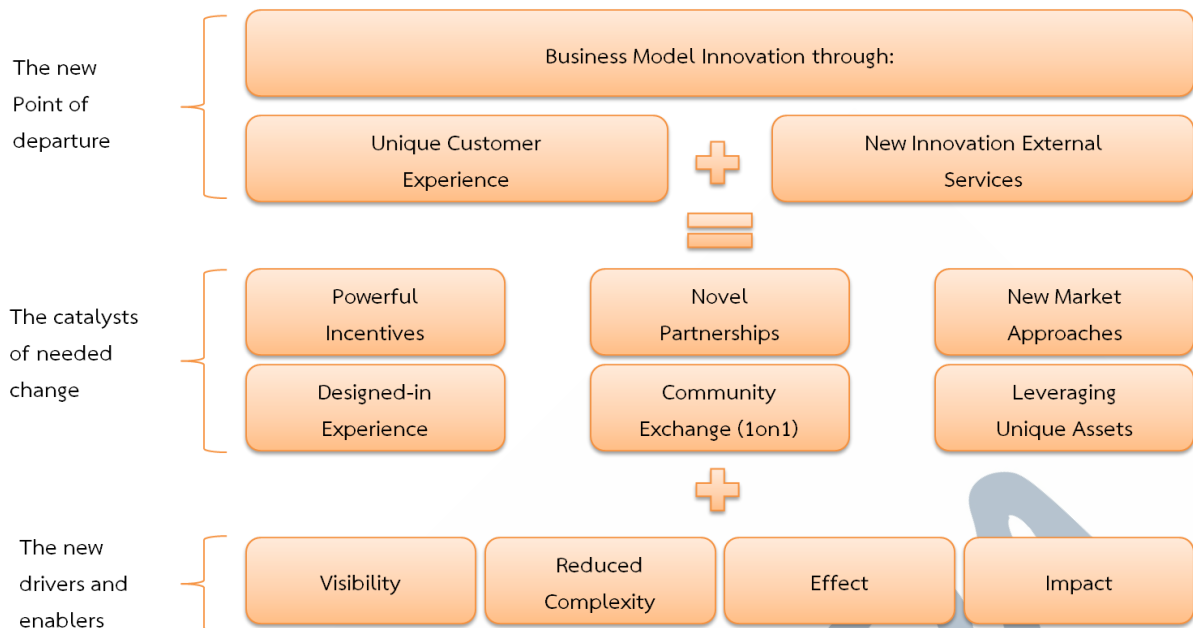 The new
Point of
departure
Business Model Innovation through:
Unique Customer
Experience
New Innovation External
Services
The catalysts
of needed
change
Powerful
Incentives
Novel
Partnerships
New Market
Approaches
Designed-in
Experience
Community
Exchange (1on1)
Leveraging
Unique Assets
The new
drivers and
enablers
Visibility
Reduced
Complexity
Effect
Impact